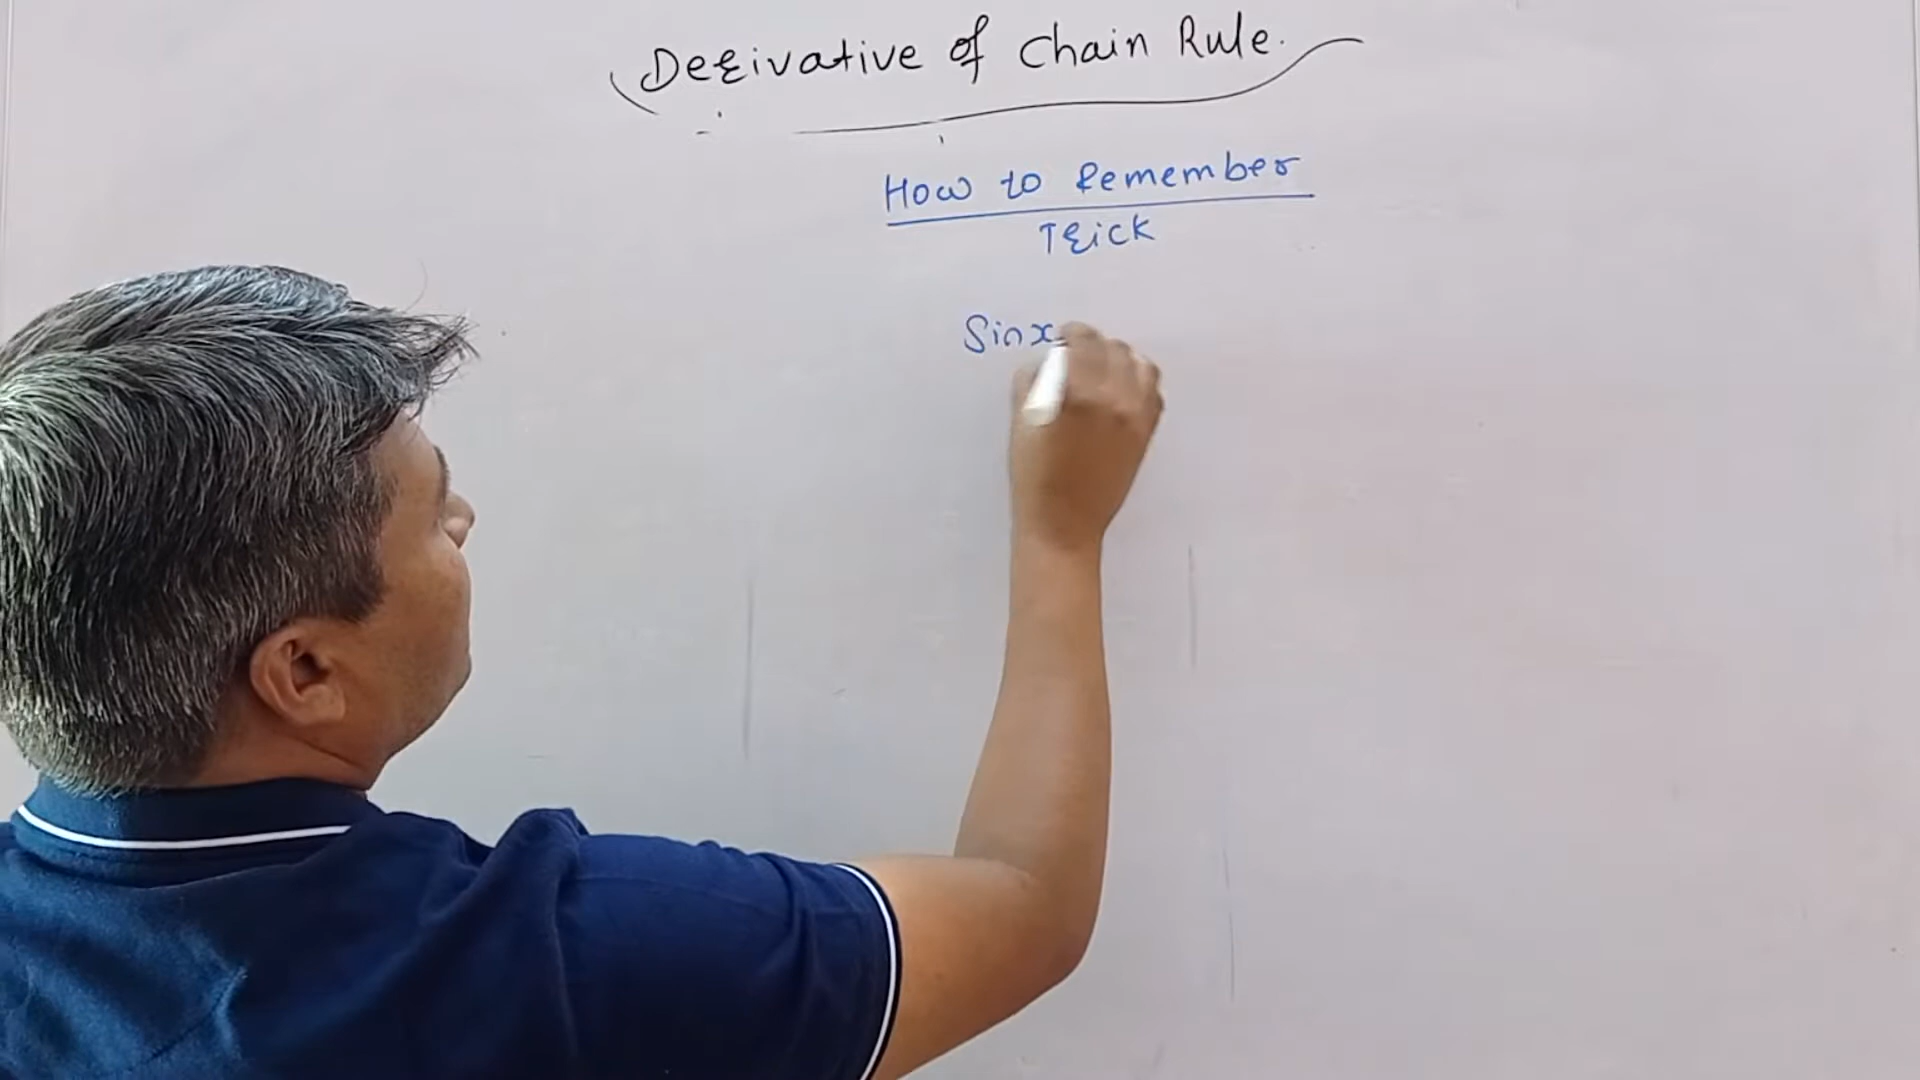 Derivative of Chain Rule.
How to Remember
Trick
Sinx